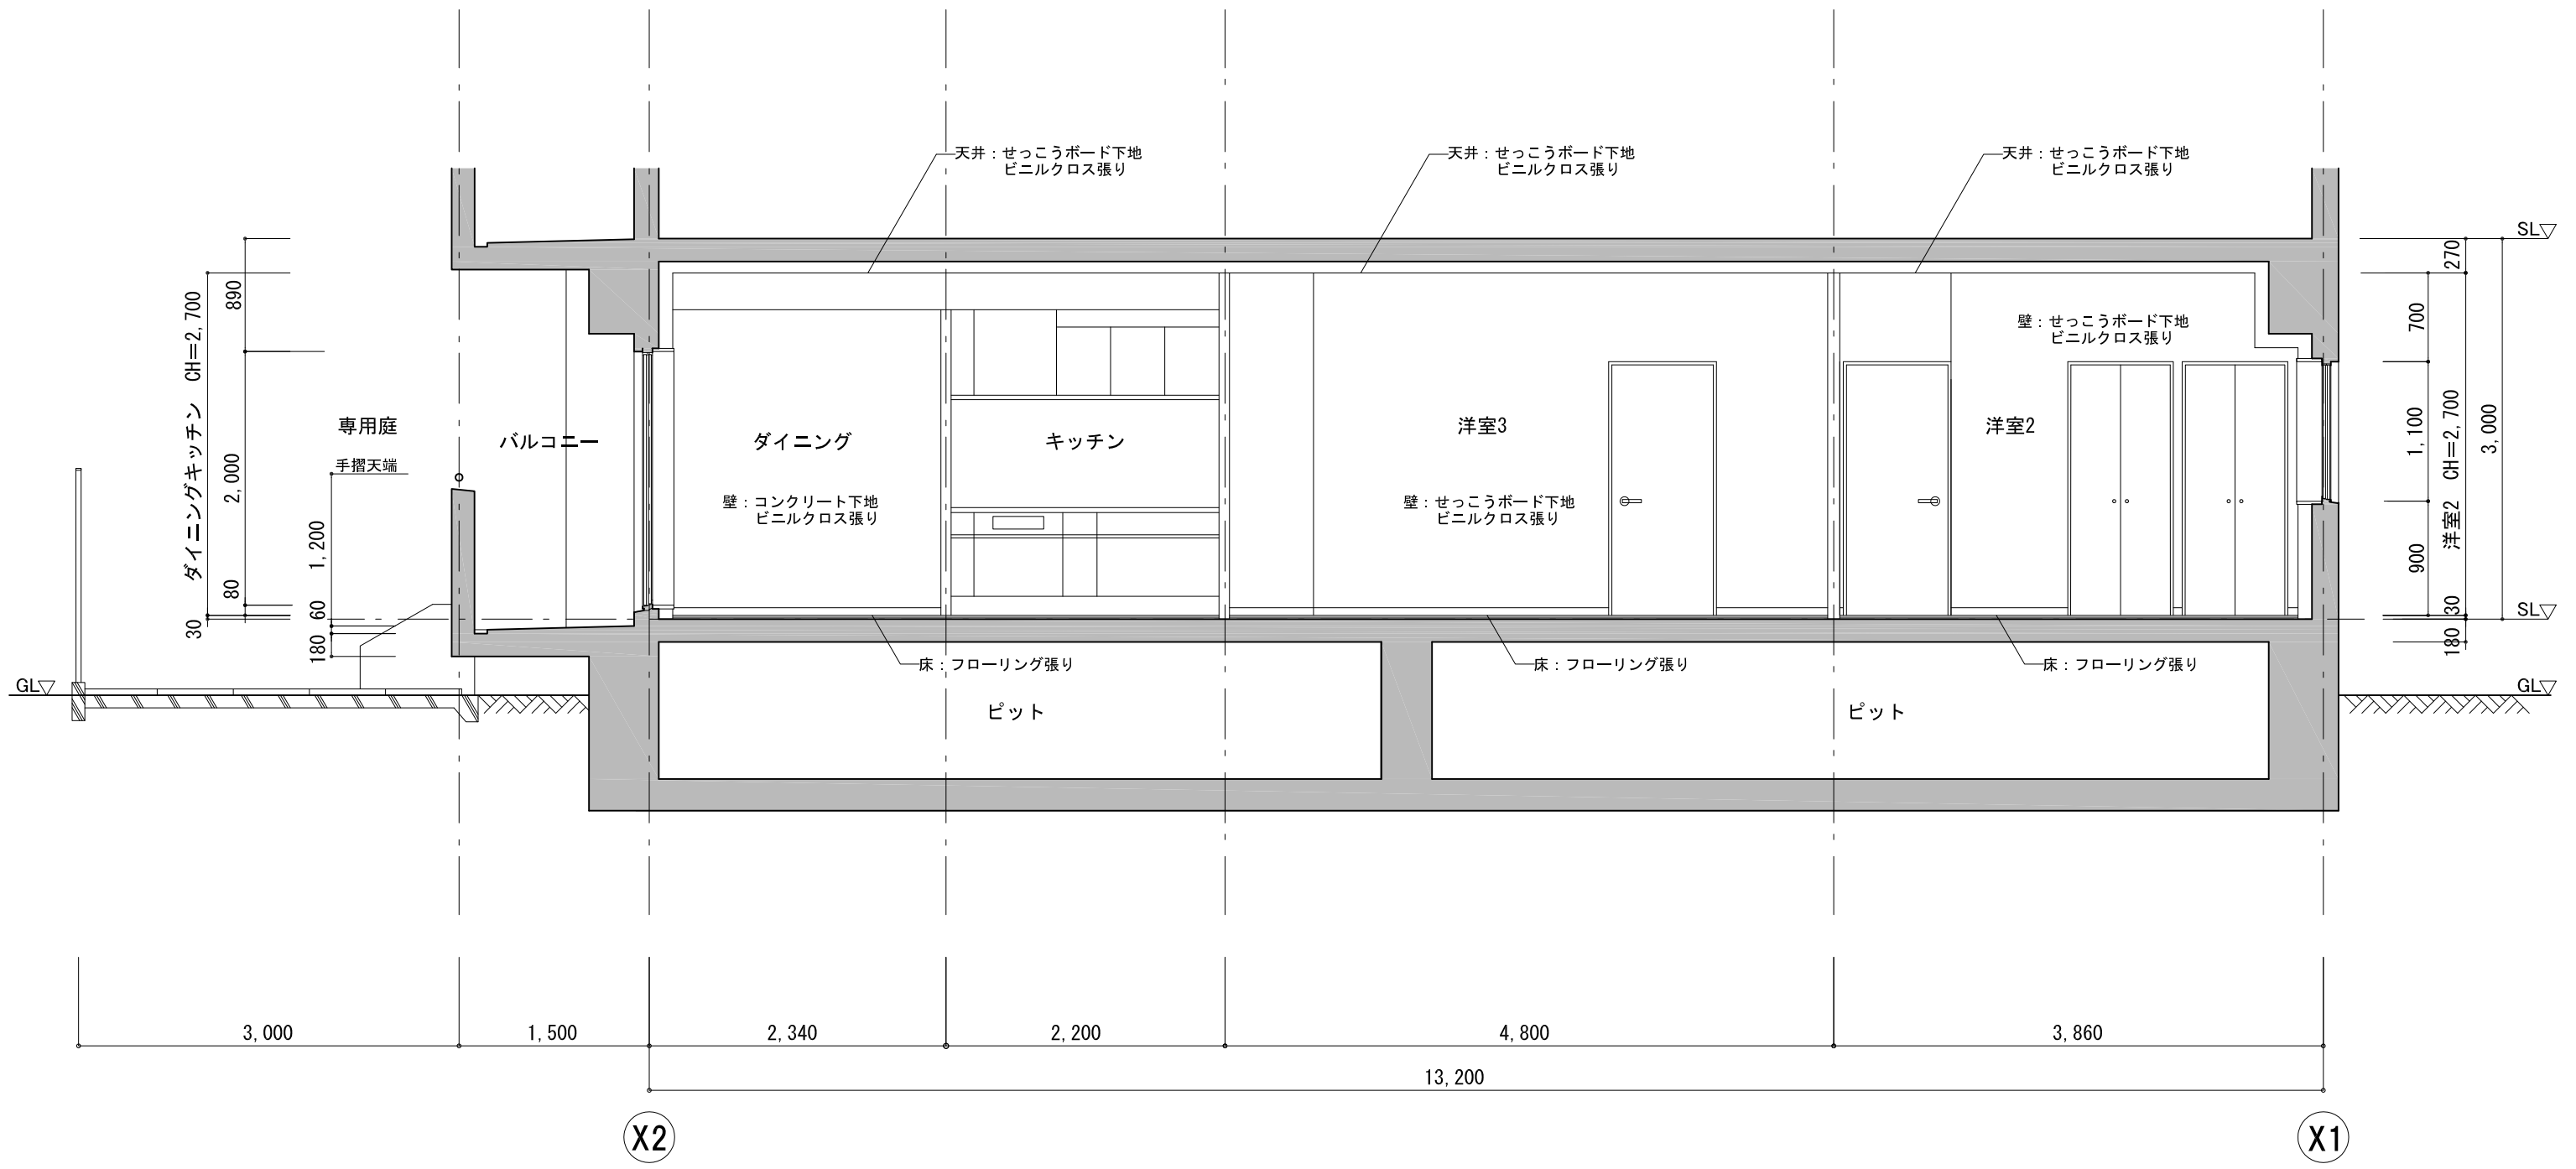 天井：せっこうボード下地
ビニルクロス張り
天井：せっこうボード下地
ビニルクロス張り
天井：せっこうボード下地
ビニルクロス張り
SL
270
890
ダイニングキッチン　CH＝2,700
700
壁：せっこうボード下地
ビニルクロス張り
専用庭
バルコニー
ダイニング
キッチン
洋室3
洋室2
手摺天端
2,000
1,100
洋室2　CH＝2,700
3,000
壁：コンクリート下地
ビニルクロス張り
壁：せっこうボード下地
ビニルクロス張り
1,200
900
80
60
30
180
30
SL
180
床：フローリング張り
床：フローリング張り
床：フローリング張り
GL
GL
ピット
ピット
3,000
1,500
2,340
2,200
4,800
3,860
13,200
X2
X1